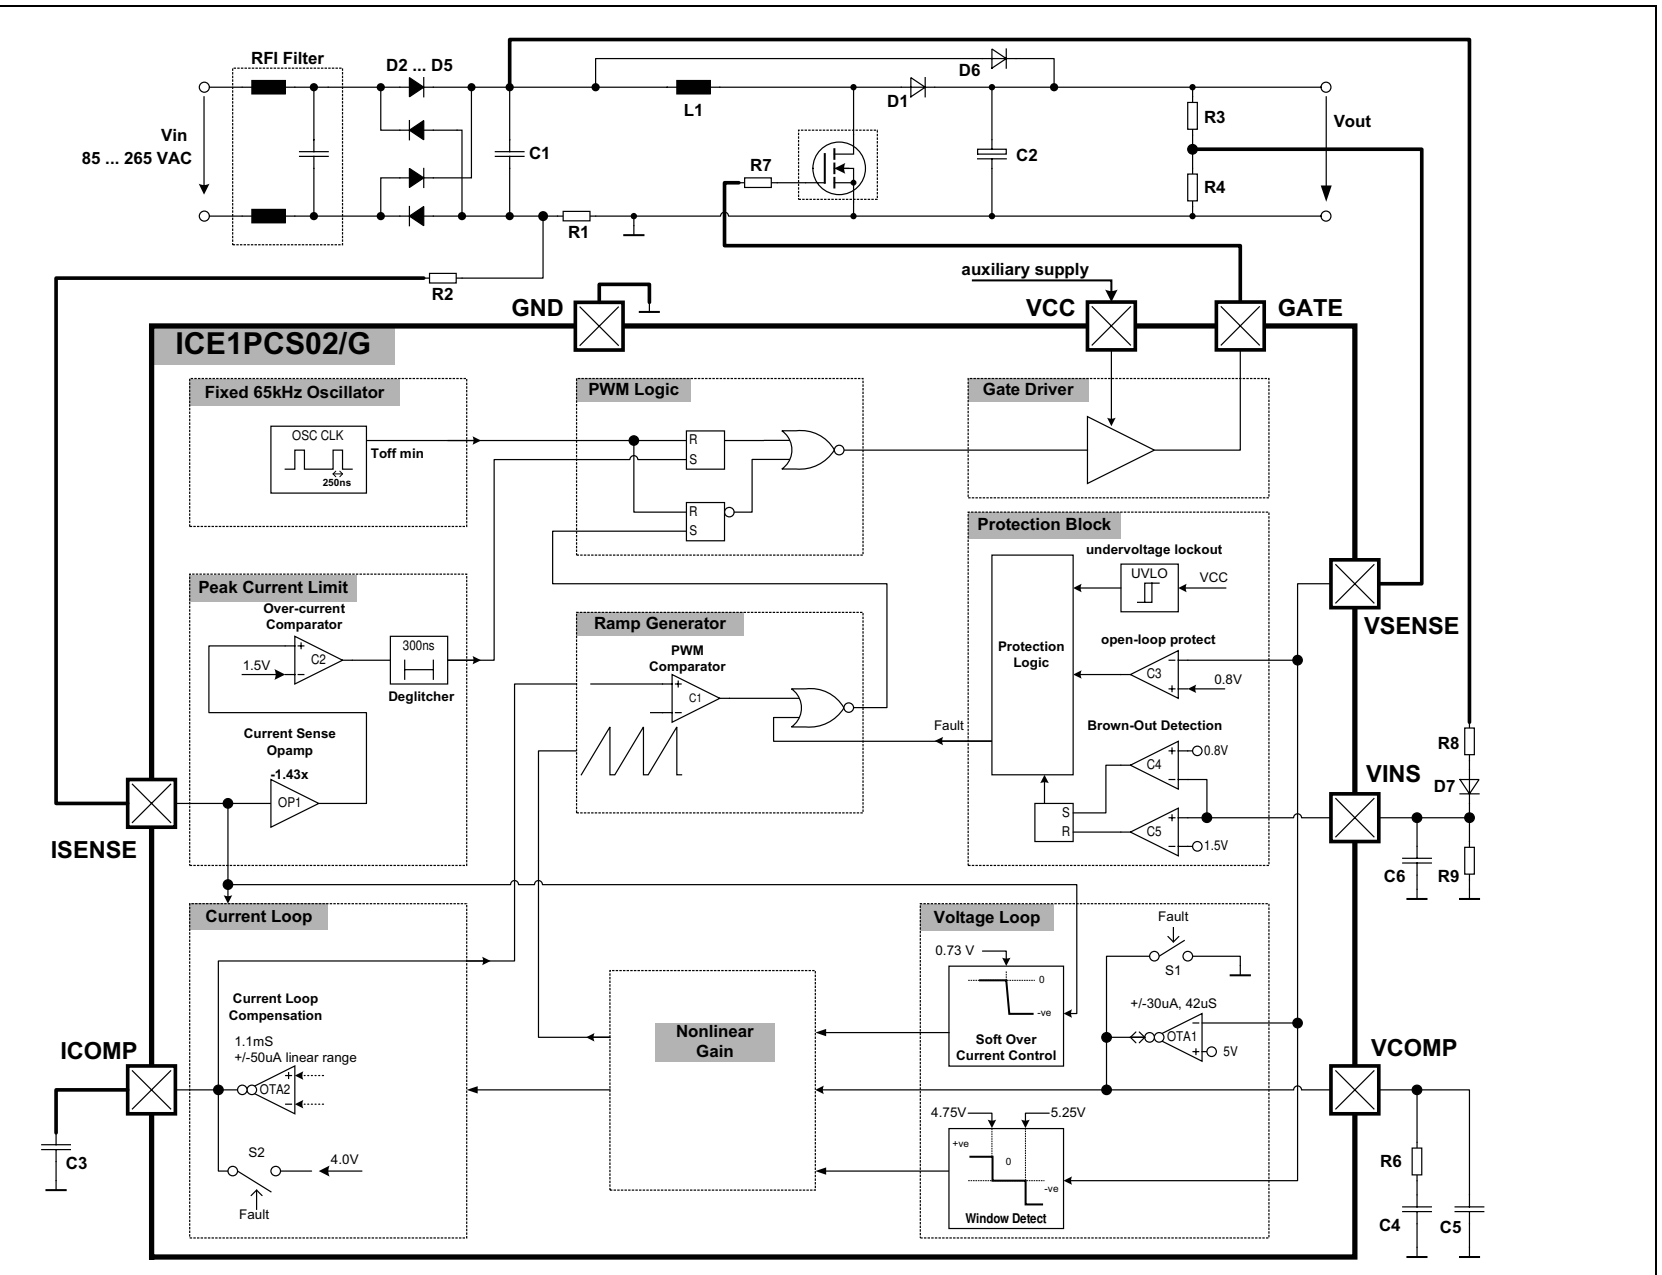 RFI Filter
D2 ... D5
D6
D1
L1
Vin
85 ... 265 VAC
C1
R7
C2
R3
R4
Vout
R1
R2
auxiliary supply
GND
VCC
GATE
ICE1PCS02/G
Fixed 65kHz Oscillator
PWM Logic
Gate Driver
OSC CLK
Toff min
250ns
R
S
R
S
Protection Block
undervoltage lockout
UVLO
VCC
Peak Current Limit
Over-current
Comparator
C2
1.5V
300ns
Deglitcher
Ramp Generator
PWM
Comparator
C1
Protection
Logic
open-loop protect
C3
0.8V
VSENSE
Fault
Brown-Out Detection
0.8V
C4
S
R
C5
1.5V
Current Sense
Opamp
-1.43x
OP1
ISENSE
VINS
R8
D7
C6
R9
Current Loop
Voltage Loop
Fault
S1
0.73 V
0
-ve
Soft Over
Current Control
+/-30uA, 42uS
OTA1
5V
Current Loop
Compensation
1.1mS
+/-50uA linear range
OTA2
Nonlinear
Gain
ICOMP
VCOMP
4.75V
5.25V
+ve
0
-ve
Window Detect
C3
S2
4.0V
Fault
R6
C4
C5